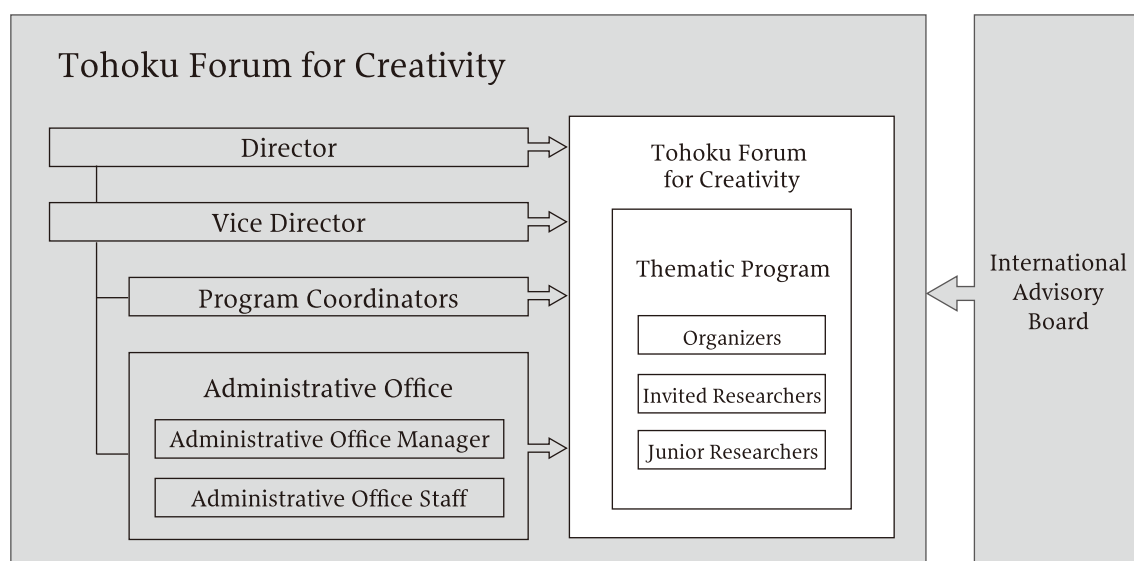 Tohoku Forum for Creativity
Director
Vice Director
Program Coordinators
Administrative Office
Administrative Office Manager
Administrative Office Staff
Tohoku Forum
for Creativity
Thematic Program
Organizers
Invited Researchers
Junior Researchers
International
Advisory
Board